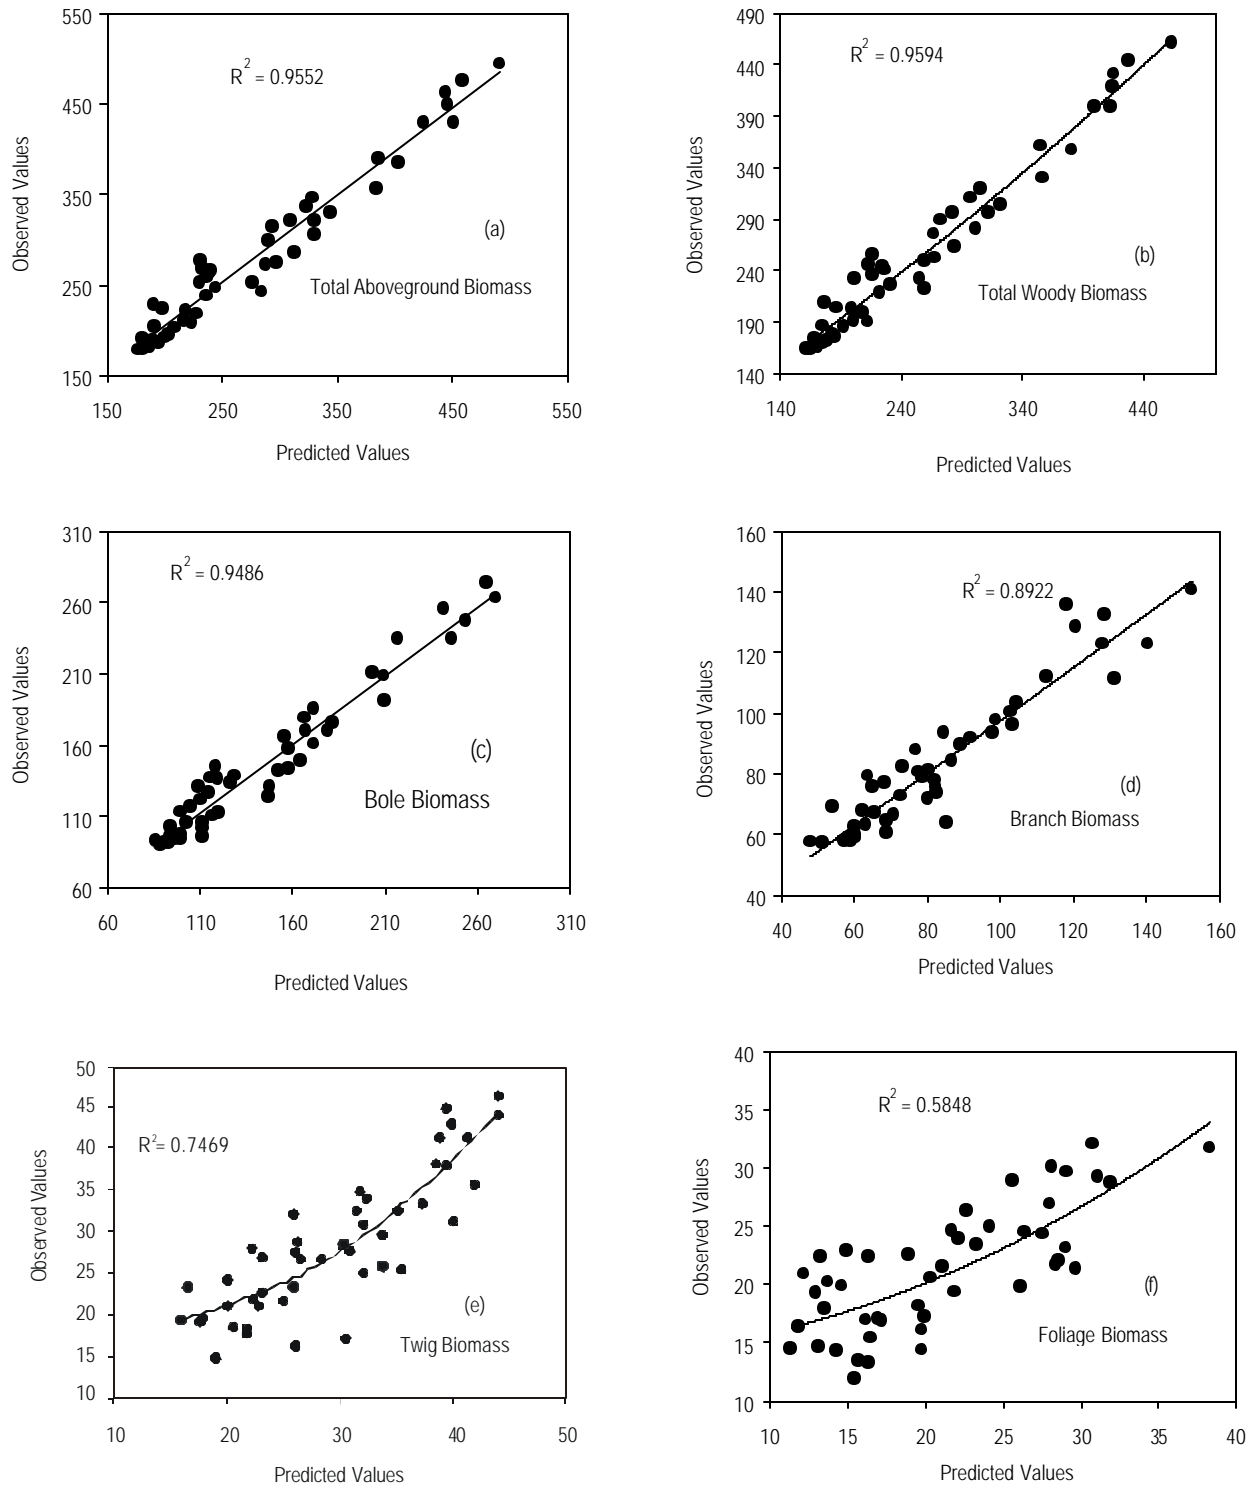 550
450
350
250
150
Observed Values
R² = 0.9552
(a)
Total Aboveground Biomass
150 250 350 450 550
Predicted Values
490
440
390
340
290
240
190
140
Observed Values
R² = 0.9594
(b)
Total Woody Biomass
140 240 340 440
Predicted Values
310
260
210
160
110
60
Observed Values
R² = 0.9486
(c)
Bole Biomass
60 110 160 210 260 310
Predicted Values
160
140
120
100
80
60
40
Observed Values
R² = 0.8922
(d)
Branch Biomass
40 60 80 100 120 140 160
Predicted Values
50
45
40
35
30
25
20
15
10
Observed Values
R²= 0.7469
(e)
Twig Biomass
10 20 30 40 50
Predicted Values
40
35
30
25
20
15
10
Observed Values
R² = 0.5848
(f)
Foliage Biomass
10 15 20 25 30 35 40
Predicted Values